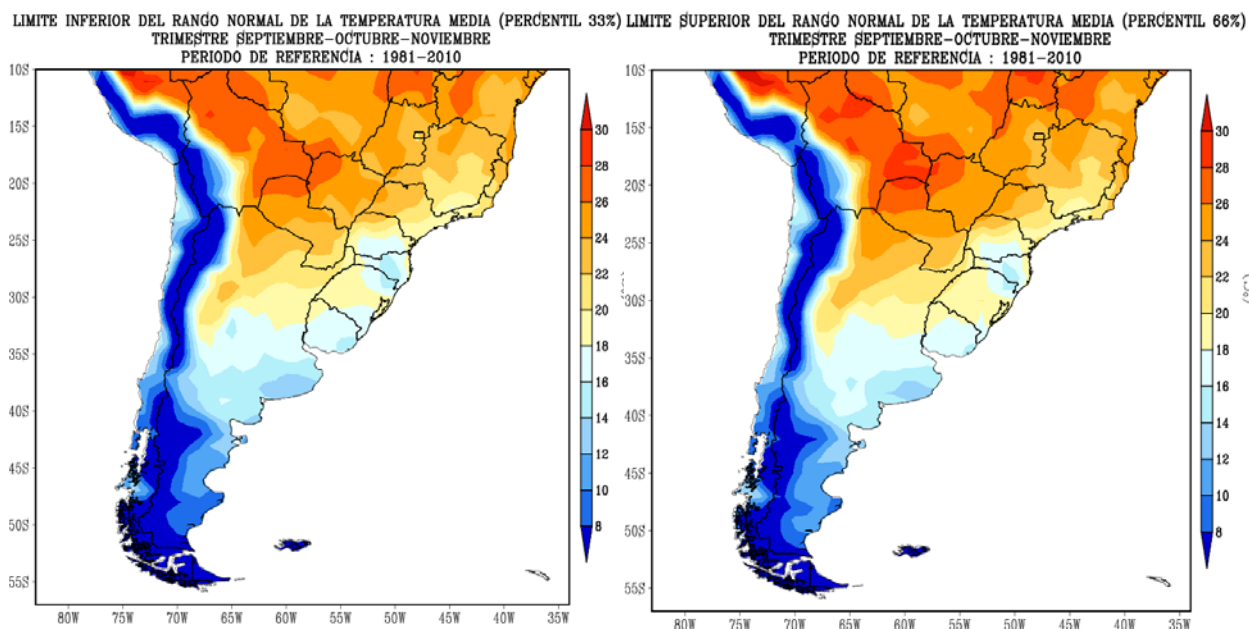 LIMITE INFERIOR DEL RANGO NORMAL DE LA TEMPERATURA MEDIA (PERCENTIL 33%)
TRIMESTRE SEPTIEMBRE-OCTUBRE-NOVIEMBRE
PERIODO DE REFERENCIA : 1981-2010
10S
15S
20S
25S
30S
35S
40S
45S
50S
55S
80W
75W
70W
65W
60W
55W
50W
45W
40W
35W
30
28
26
24
22
20
18
16
14
12
10
8
LIMITE SUPERIOR DEL RANGO NORMAL DE LA TEMPERATURA MEDIA (PERCENTIL 66%)
TRIMESTRE SEPTIEMBRE-OCTUBRE-NOVIEMBRE
PERIODO DE REFERENCIA : 1981-2010
10S
15S
20S
25S
30S
35S
40S
45S
50S
55S
80W
75W
70W
65W
60W
55W
50W
45W
40W
35W
30
28
26
24
22
20
18
16
14
12
10
8
(°C)